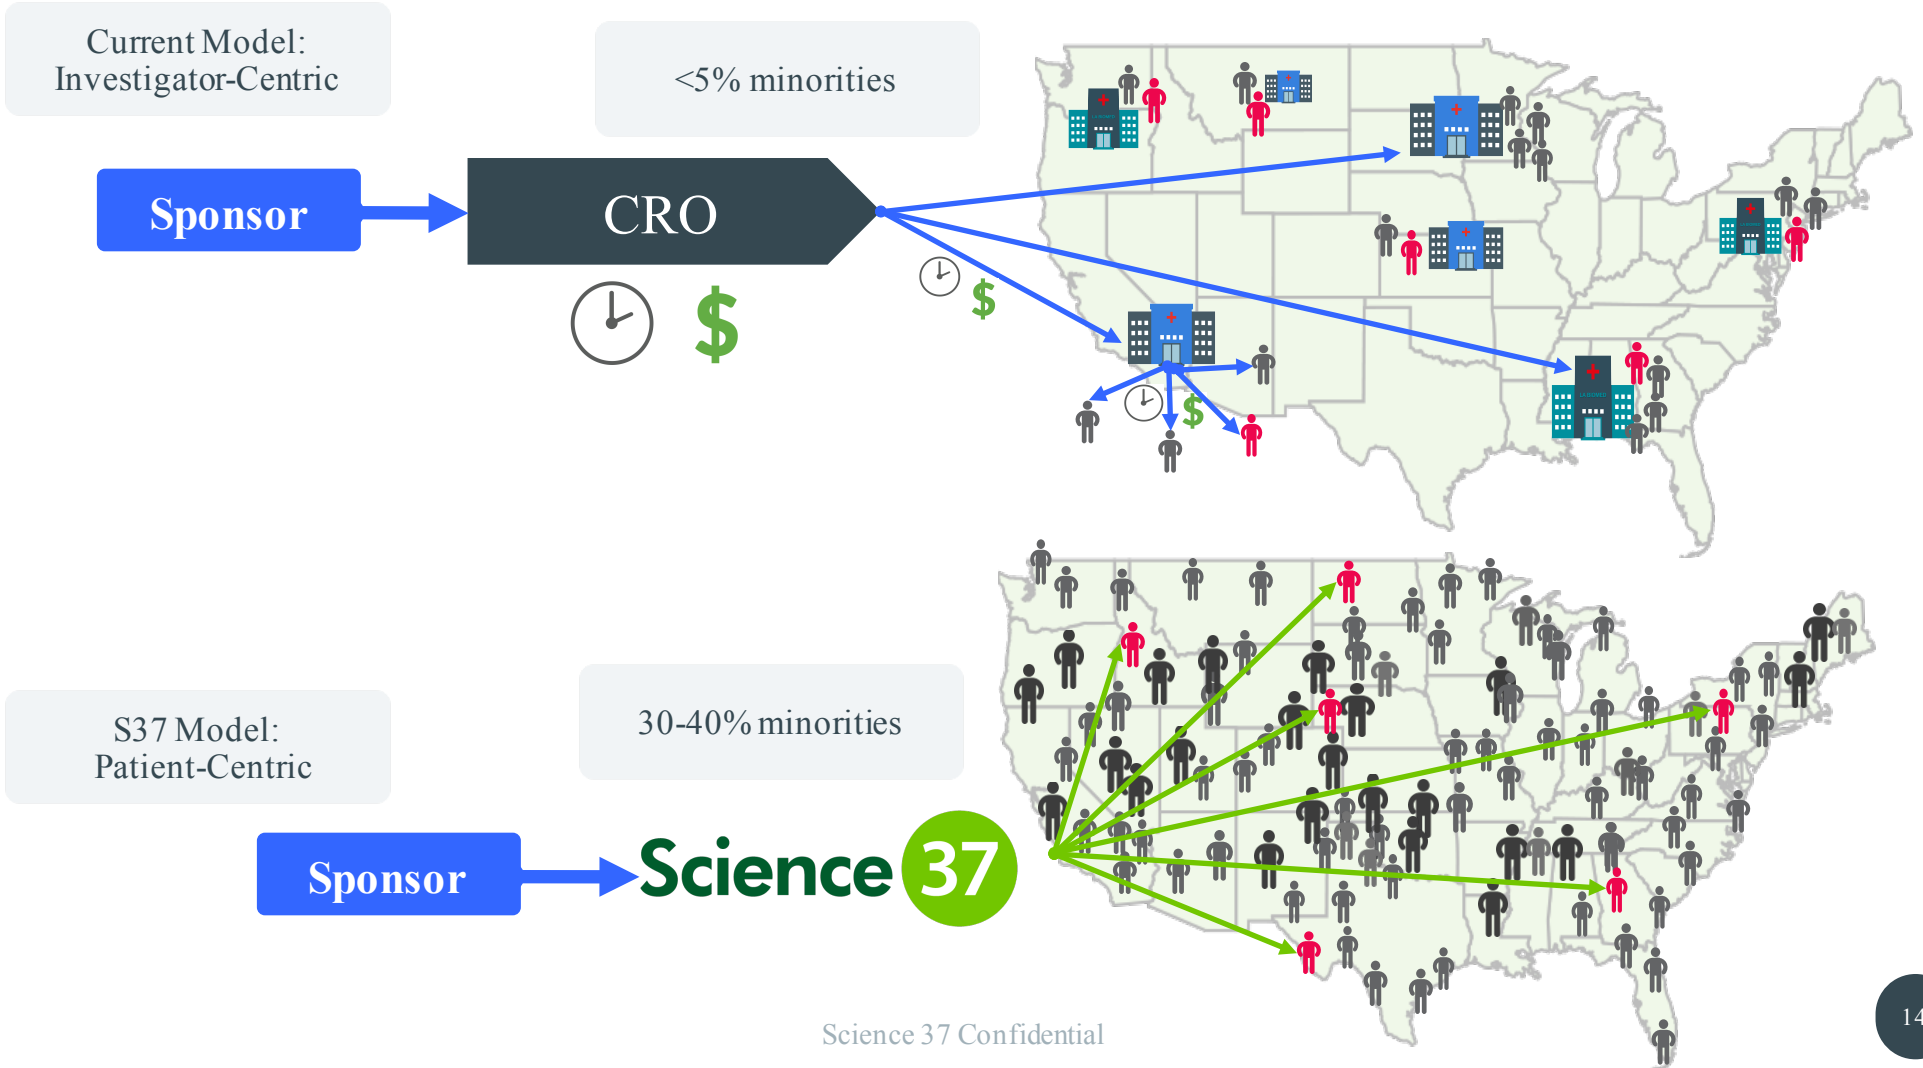 Current Model:
Investigator-Centric
<5% minorities
Sponsor
CRO
$
$
$
S37 Model:
Patient-Centric
30-40% minorities
Sponsor
Science 37
Science 37 Confidential
14